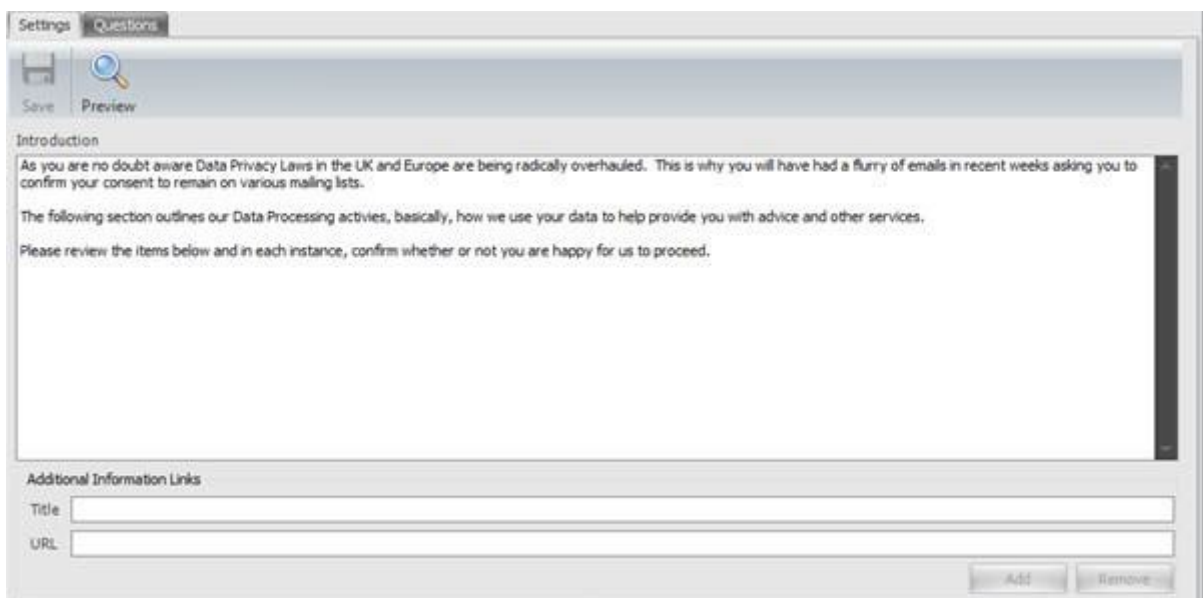 Settings Questions
Save Preview
Introduction
As you are no doubt aware Data Privacy Laws in the UK and Europe are being radically overhauled.  This is why you will have had a flurry of emails in recent weeks asking you to
confirm your consent to remain on various mailing lists.
The following section outlines our Data Processing activies, basically, how we use your data to help provide you with advice and other services.
Please review the items below and in each instance, confirm whether or not you are happy for us to proceed.
Additional Information Links
Title
URL
Add Remove